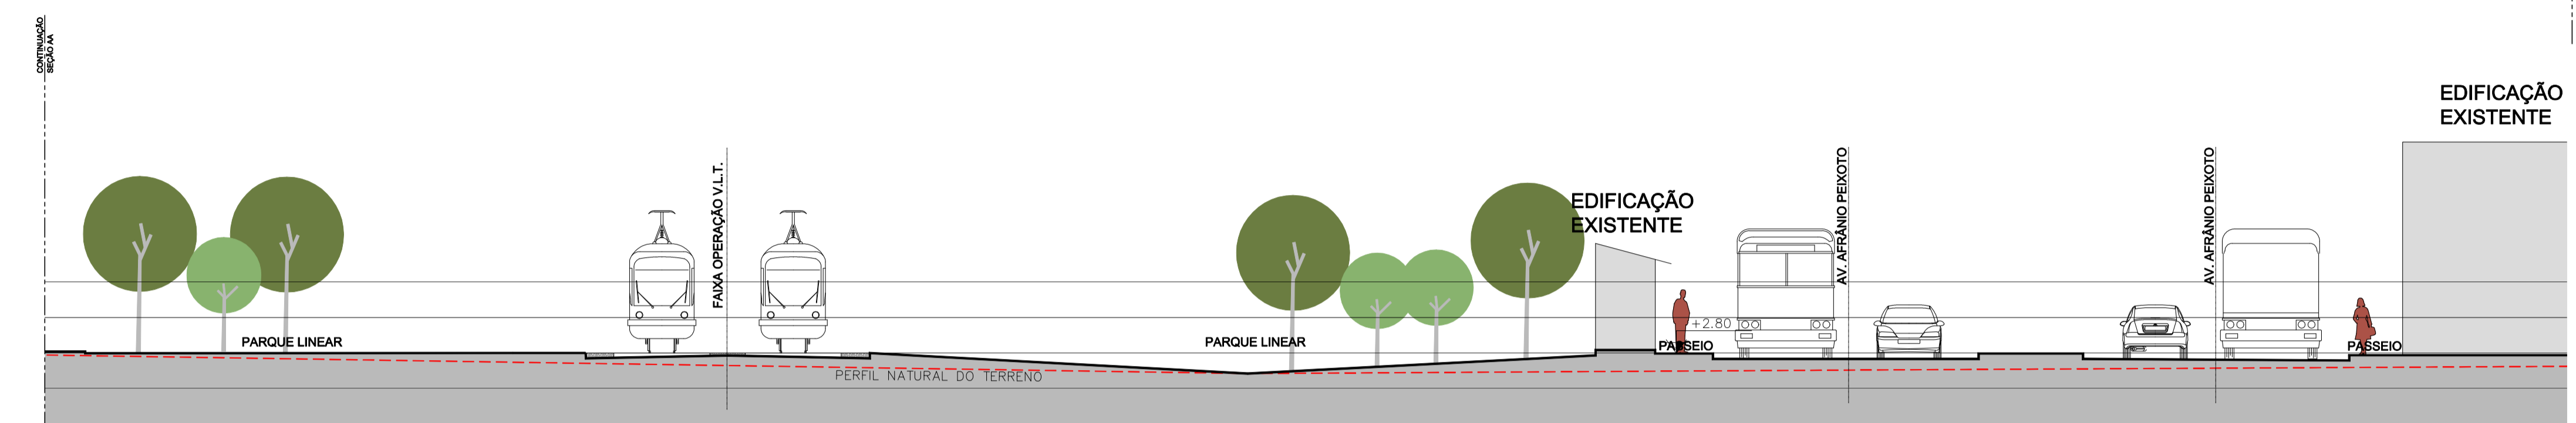 CONTINUAÇÃO
SEÇÃO AA
PARQUE LINEAR
FAIXA OPERAÇÃO V.L.T.
PERFIL NATURAL DO TERRENO
PARQUE LINEAR
EDIFICAÇÃO
EXISTENTE
+2.80
PASSEIO
AV. AFRÂNIO PEIXOTO
AV. AFRÂNIO PEIXOTO
PASSEIO
EDIFICAÇÃO
EXISTENTE